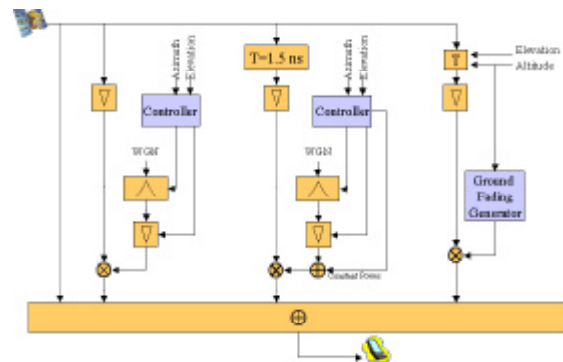 T=1.5 ns
T
Elevation
Altitude
Azimuth
Elevation
Azimuth
Elevation
Controller
Controller
WGN
WGN
Ground
Fading
Generator
Constant Power